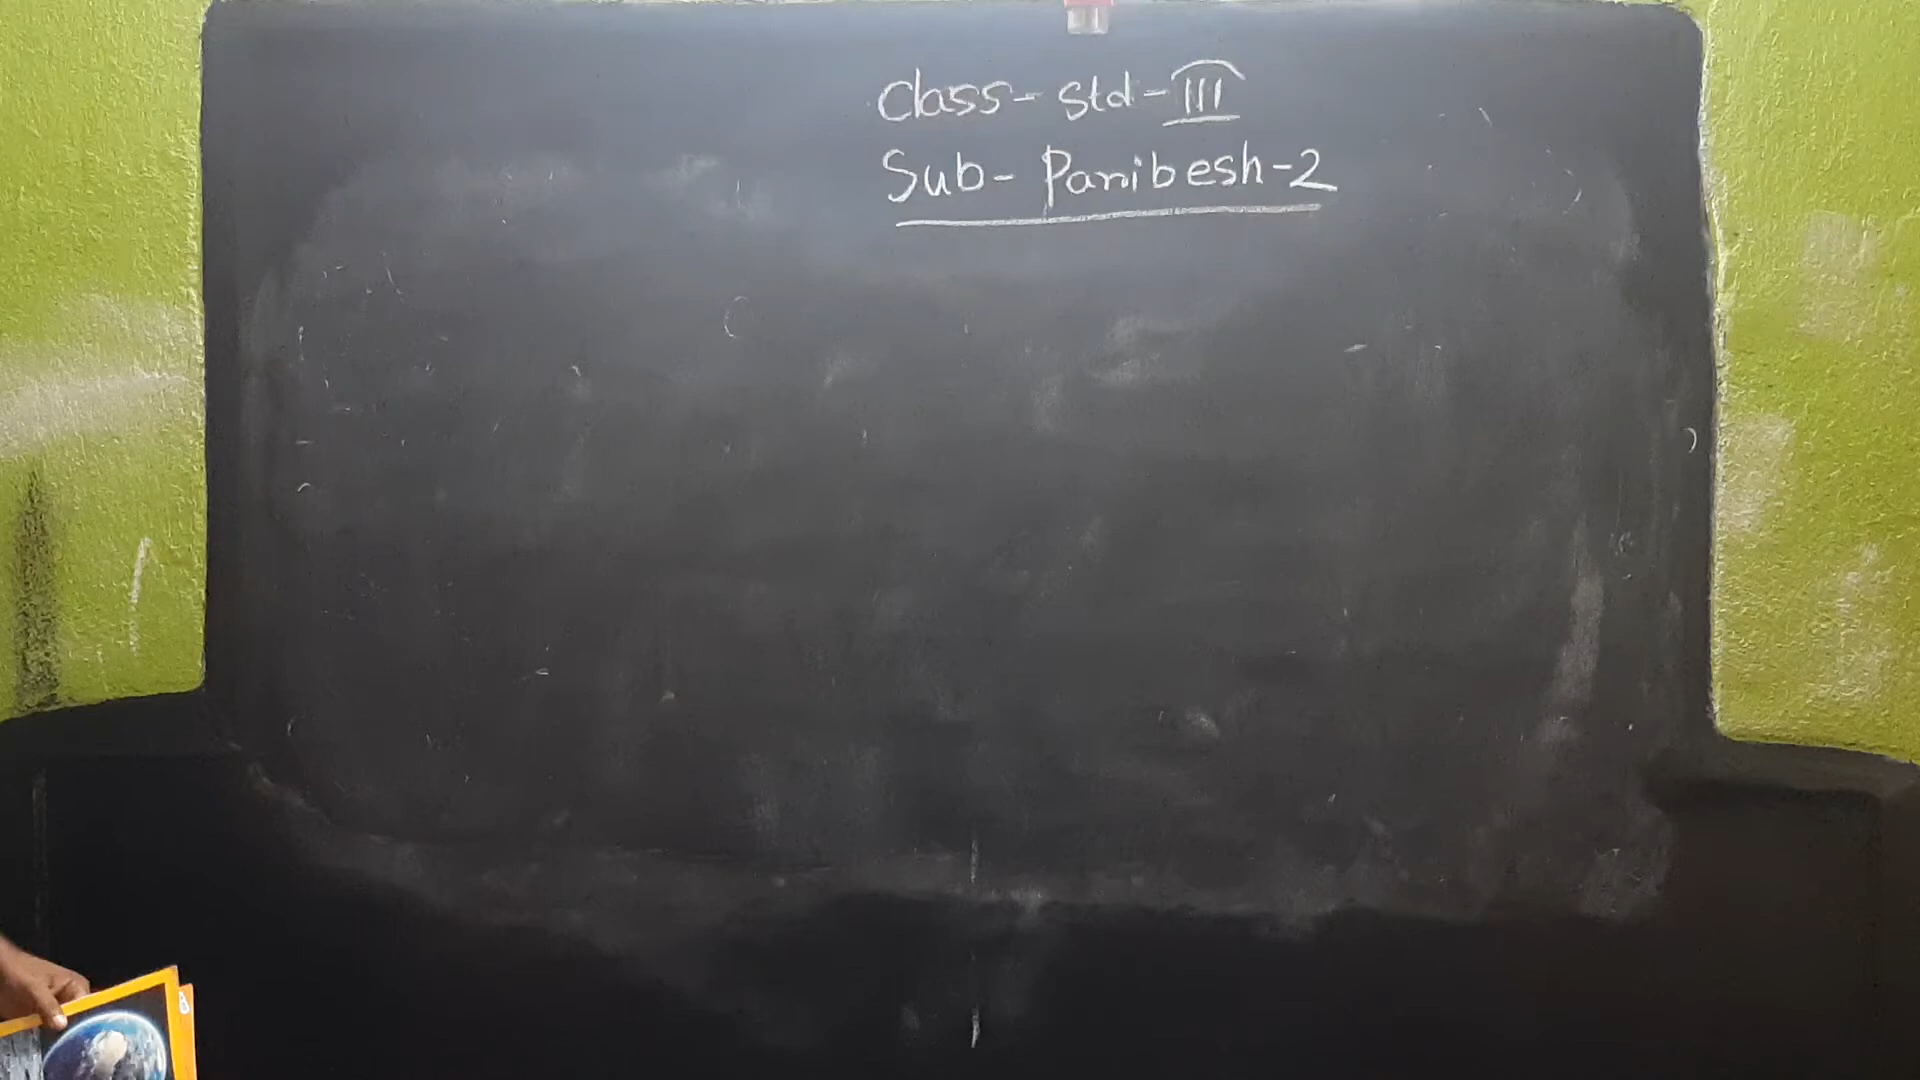 Class - Std - III
Sub - Paribesh - 2